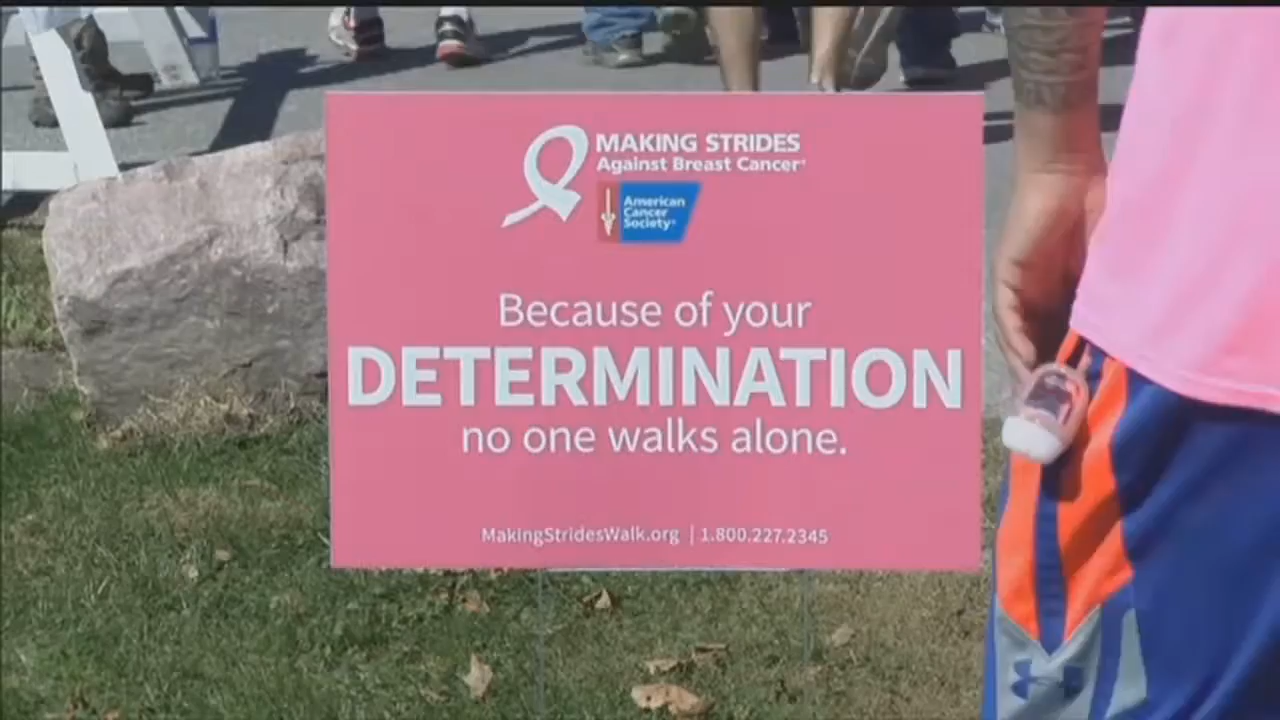 MAKING STRIDES
Against Breast Cancer
American
Cancer
Society
Because of your
DETERMINATION
no one walks alone.
MakingStridesWalk.org | 1.800.227.2345